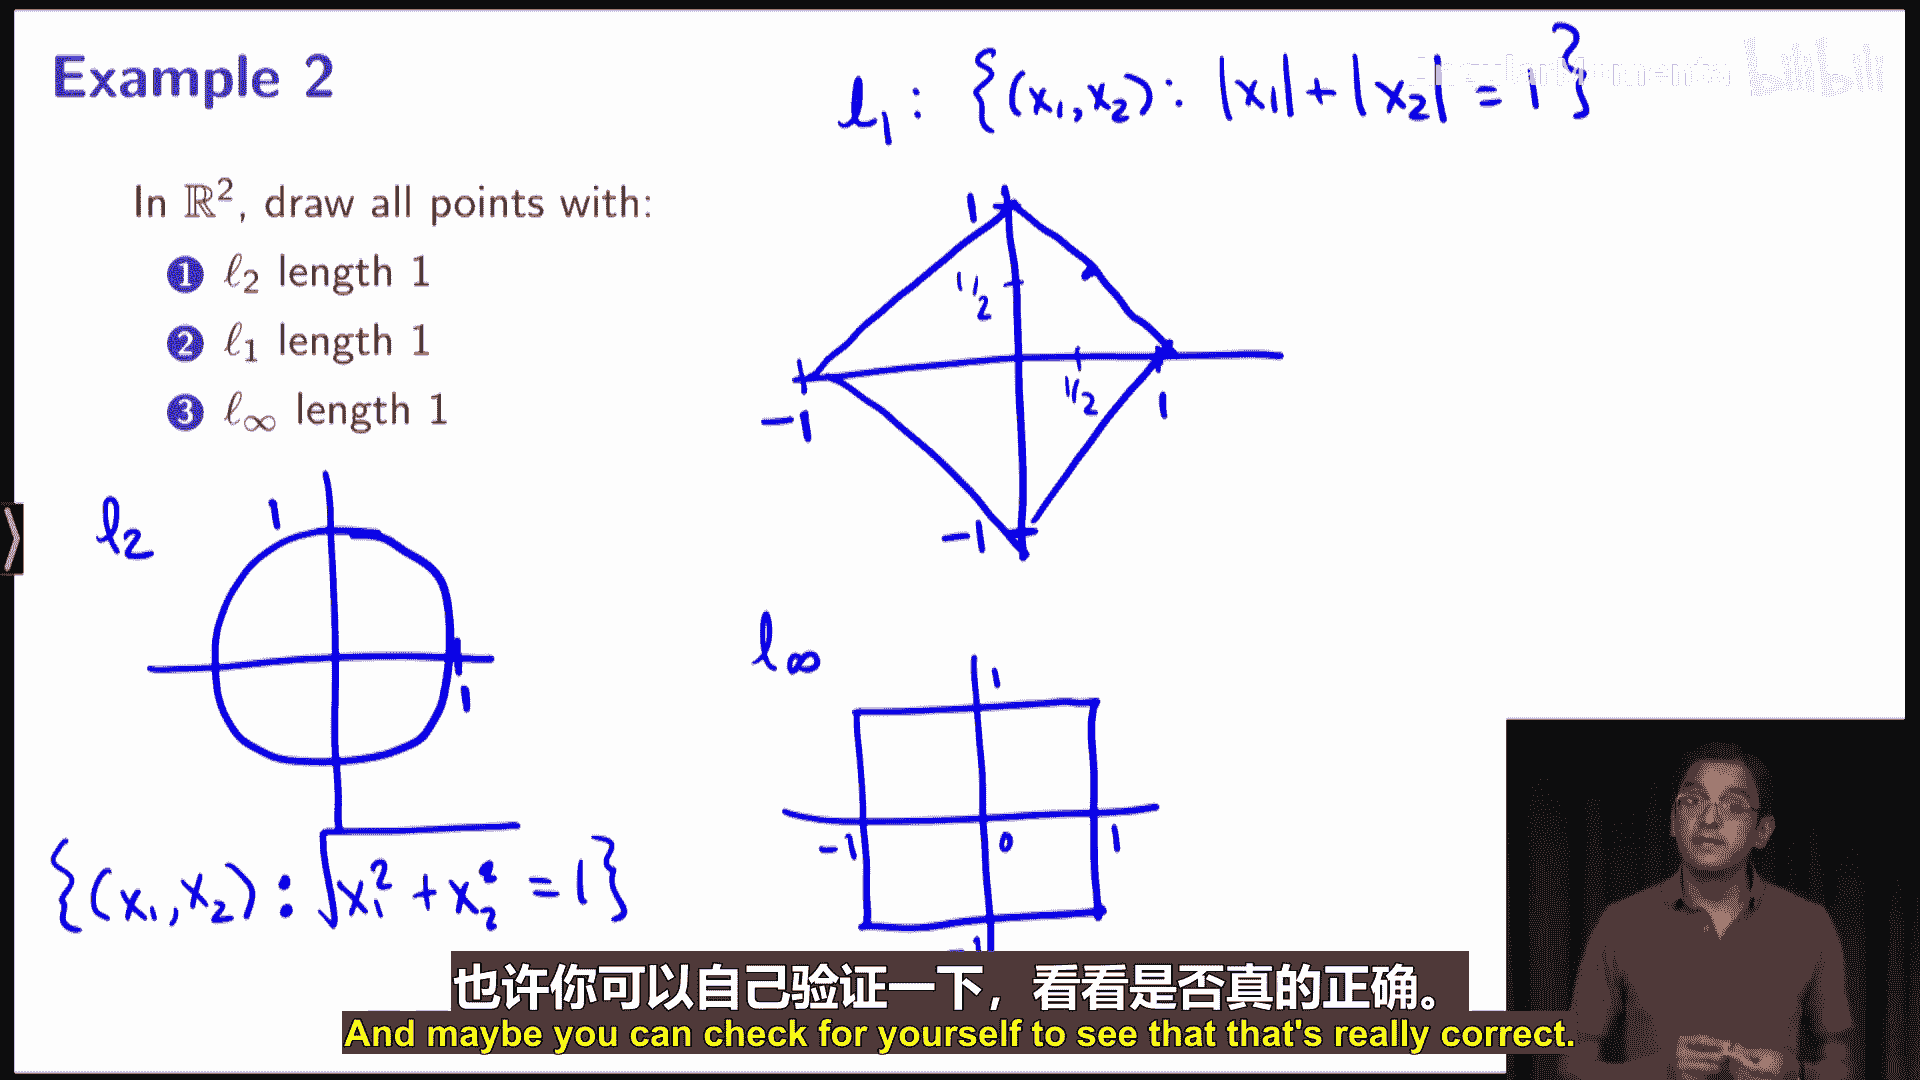 Example 2
ℓ₁ : {(x₁, x₂) : |x₁| + |x₂| = 1}
bilibili
In ℝ², draw all points with:
1 ℓ₂ length 1
2 ℓ₁ length 1
3 ℓ∞ length 1
1
1/2
1/2
-1
1
-1
ℓ₂
1
1
{(x₁, x₂) : √x₁² + x₂² = 1}
ℓ∞
1
-1 0 1
-1
也许你可以自己验证一下，看看是否真的正确。
And maybe you can check for yourself to see that that's really correct.